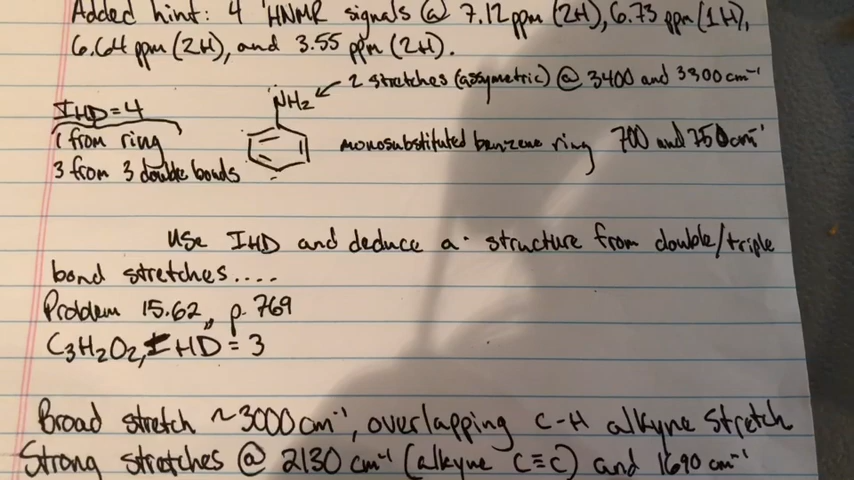 Added hint: 4 ¹HNMR signals @ 7.12 ppm (2H), 6.73 ppm (1H),
6.64 ppm (2H), and 3.55 ppm (2H).
NH₂ ← 2 stretches (assymetric) @ 3400 and 3300 cm⁻¹
IHD = 4
1 from ring
3 from 3 double bonds
monosubstituted benzene ring 700 and 750 cm⁻¹
Use IHD and deduce a structure from double/triple
bond stretches....
Problem 15.62, p. 769
C₃H₂O₂, IHD = 3
Broad stretch ~3000 cm⁻¹, overlapping C-H alkyne stretch
Strong stretches @ 2130 cm⁻¹ (alkyne C≡C) and 1690 cm⁻¹